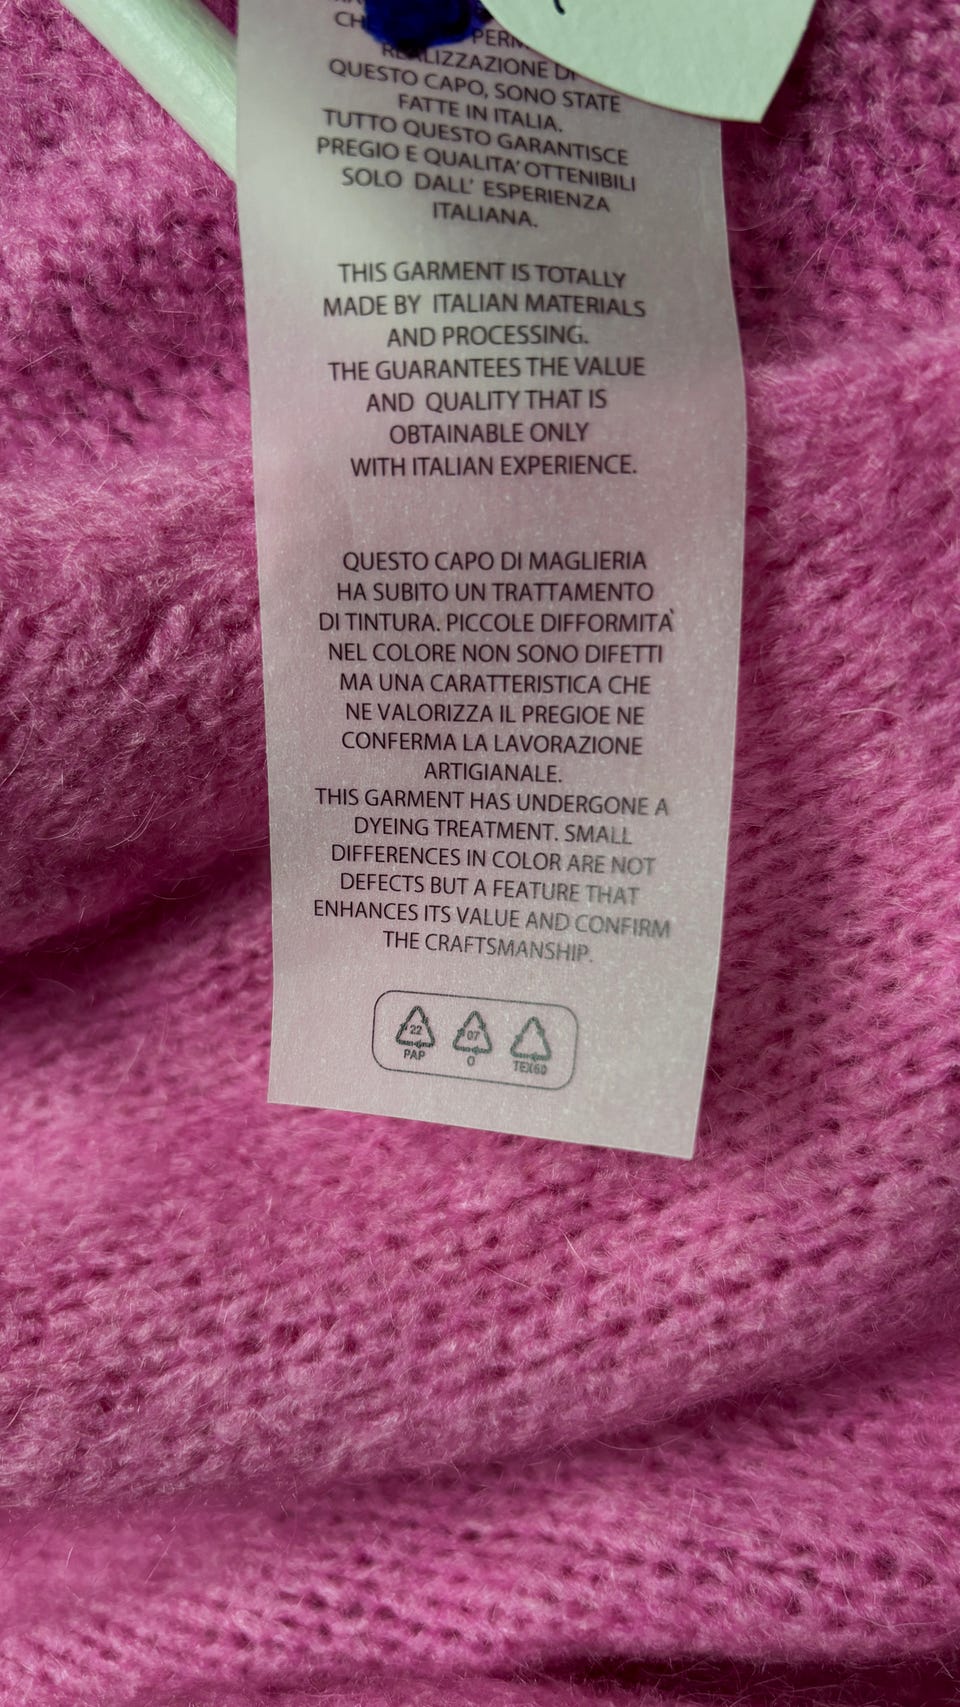 CH PERM
REALIZZAZIONE DI
QUESTO CAPO, SONO STATE
FATTE IN ITALIA.
TUTTO QUESTO GARANTISCE
PREGIO E QUALITA' OTTENIBILI
SOLO DALL' ESPERIENZA
ITALIANA.
THIS GARMENT IS TOTALLY
MADE BY ITALIAN MATERIALS
AND PROCESSING.
THE GUARANTEES THE VALUE
AND QUALITY THAT IS
OBTAINABLE ONLY
WITH ITALIAN EXPERIENCE.
QUESTO CAPO DI MAGLIERIA
HA SUBITO UN TRATTAMENTO
DI TINTURA. PICCOLE DIFFORMITÀ
NEL COLORE NON SONO DIFETTI
MA UNA CARATTERISTICA CHE
NE VALORIZZA IL PREGIOE NE
CONFERMA LA LAVORAZIONE
ARTIGIANALE.
THIS GARMENT HAS UNDERGONE A
DYEING TREATMENT. SMALL
DIFFERENCES IN COLOR ARE NOT
DEFECTS BUT A FEATURE THAT
ENHANCES ITS VALUE AND CONFIRM
THE CRAFTSMANSHIP.
22 07
PAP O TEX60